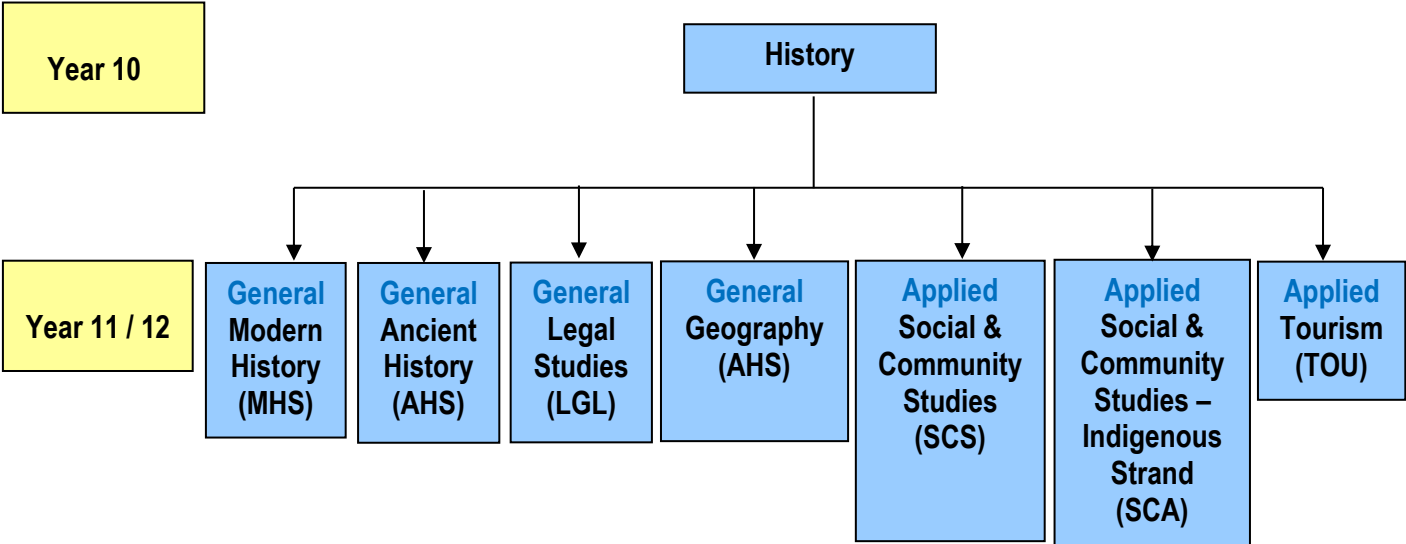 Year 10
History
Year 11 / 12
General
Modern
History
(MHS)
General
Ancient
History
(AHS)
General
Legal
Studies
(LGL)
General
Geography
(AHS)
Applied
Social &
Community
Studies
(SCS)
Applied
Social &
Community
Studies –
Indigenous
Strand
(SCA)
Applied
Tourism
(TOU)